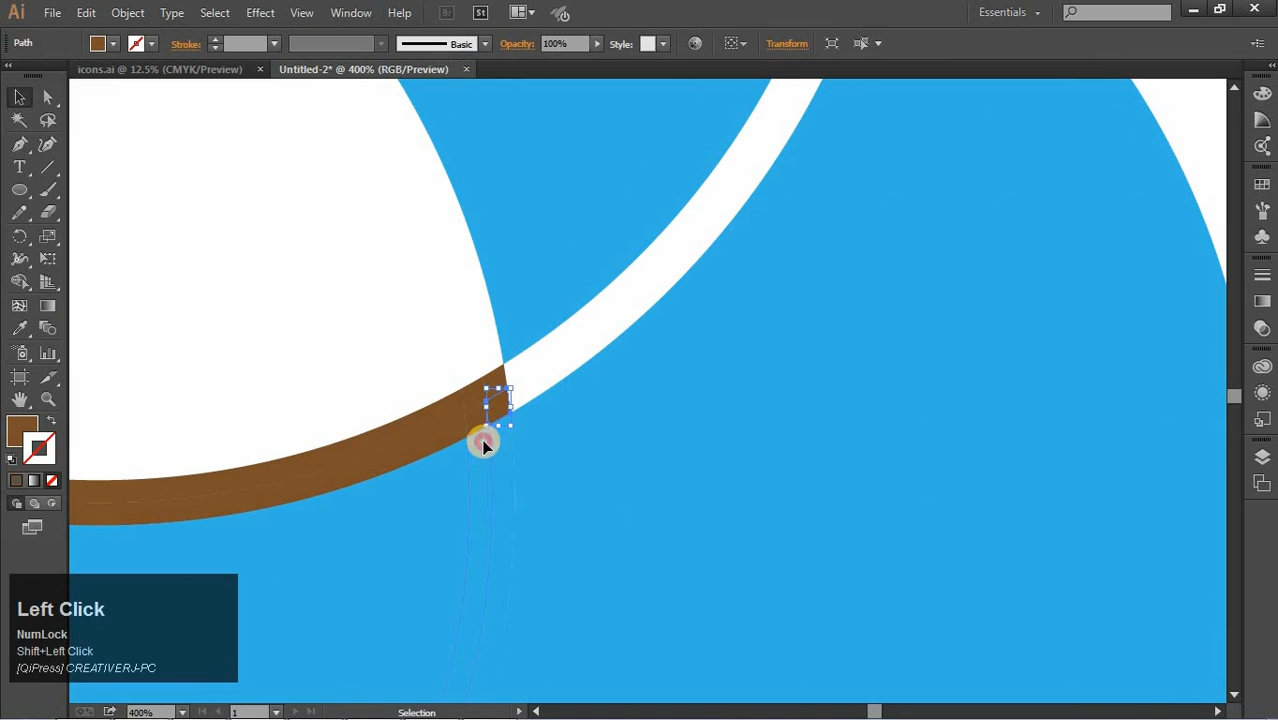 Ai File Edit Object Type Select Effect View Window Help Br St Essentials
Path Stroke: Basic Opacity: 100% Style: Transform
icons.ai @ 12.5% (CMYK/Preview) × Untitled-2* @ 400% (RGB/Preview) ×
T
Left Click
NumLock
Shift+Left Click
[QiPress] CREATIVERJ-PC
400% 1 Selection